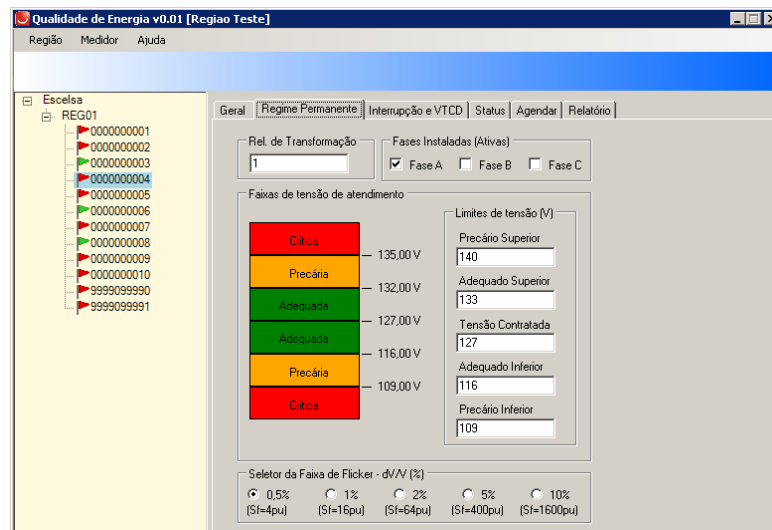 Qualidade de Energia v0.01 [Regiao Teste]
Região Medidor Ajuda
Escelsa
REG01
0000000001
0000000002
0000000003
0000000004
0000000005
0000000006
0000000007
0000000008
0000000009
0000000010
9999099990
9999099991
Geral Regime Permanente Interrupção e VTCD Status Agendar Relatório
Rel. de Transformação
1
Fases Instaladas (Ativas)
Fase A Fase B Fase C
Faixas de tensão de atendimento
Crítica
135,00 V
Precária
132,00 V
Adequada
127,00 V
Adequada
116,00 V
Precária
109,00 V
Crítica
Limites de tensão (V)
Precário Superior
140
Adequado Superior
133
Tensão Contratada
127
Adequado Inferior
116
Precário Inferior
109
Seletor da Faixa de Flicker - dV/V (%)
0,5% 1% 2% 5% 10%
(Sf=4pu) (Sf=16pu) (Sf=64pu) (Sf=400pu) (Sf=1600pu)